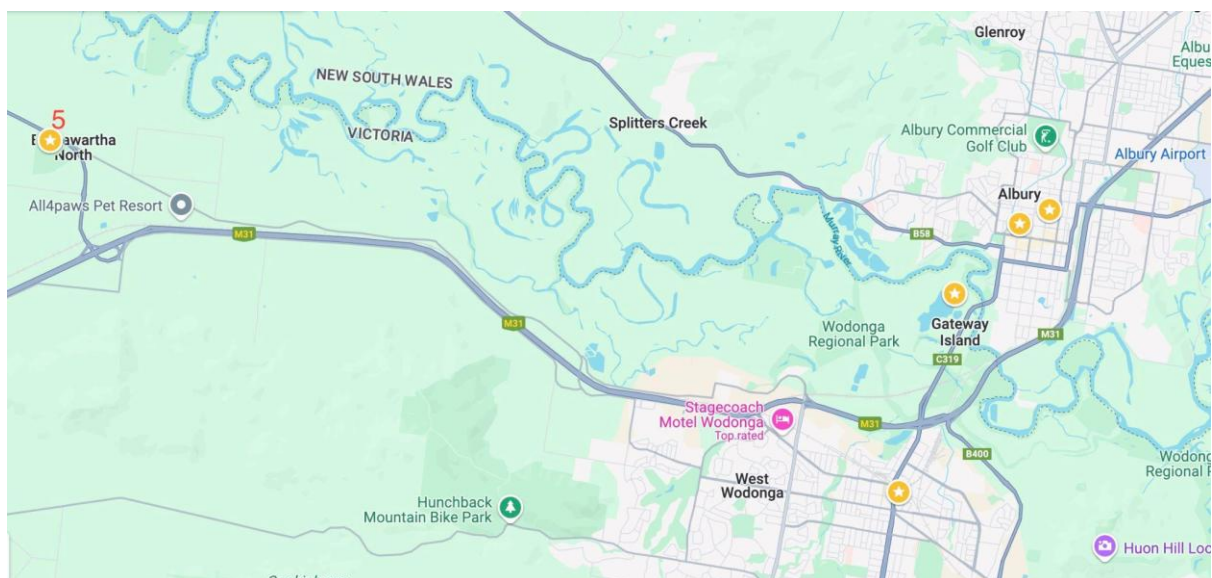 Glenroy
Albu
Eques
NEW SOUTH WALES
VICTORIA
5
North
Splitters Creek
Albury Commercial
Golf Club
Albury Airport
Albury
All4paws Pet Resort
M31
B58
Murray River
M31
Gateway
Island
Wodonga
Regional Park
M31
C319
Stagecoach
Motel Wodonga
Top rated
M31
B400
Wodong
Regional P
West
Wodonga
Hunchback
Mountain Bike Park
Huon Hill Loo